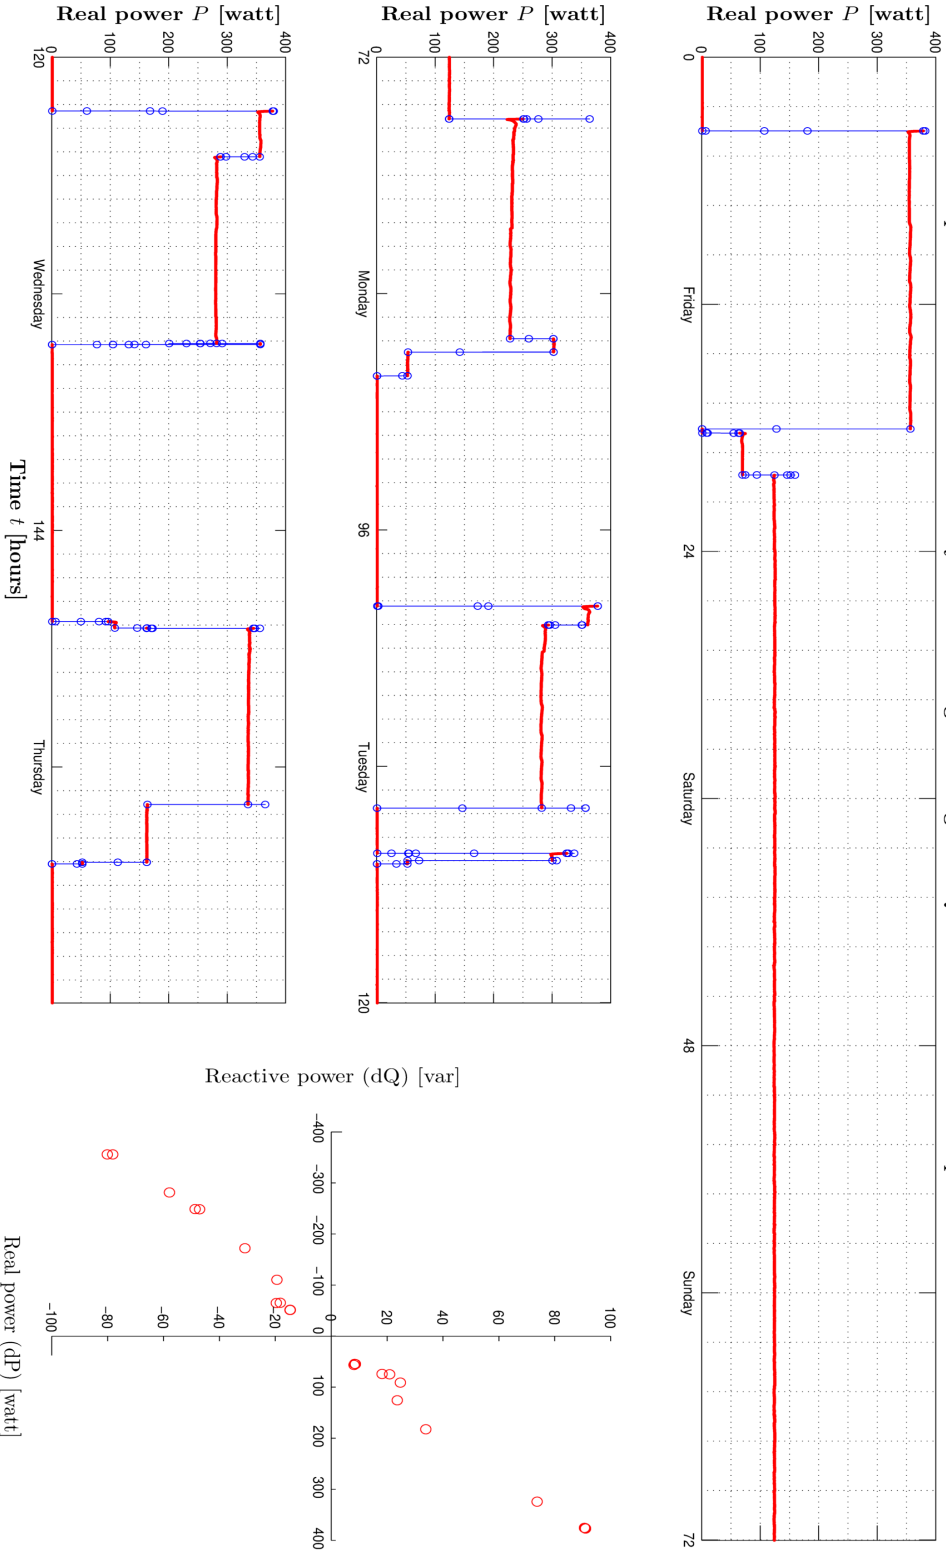 Real power P [watt]
400
300
200
100
0
0 Friday 24 Saturday 48 Sunday 72
Real power P [watt]
400
300
200
100
0
72 Monday 96 Tuesday 120
Real power P [watt]
400
300
200
100
0
120 Wednesday 144 Thursday
Time t [hours]
Reactive power (dQ) [var]
100
80
60
40
20
0
−20
−40
−60
−80
−100
−400 −300 −200 −100 0 100 200 300 400
Real power (dP) [watt]